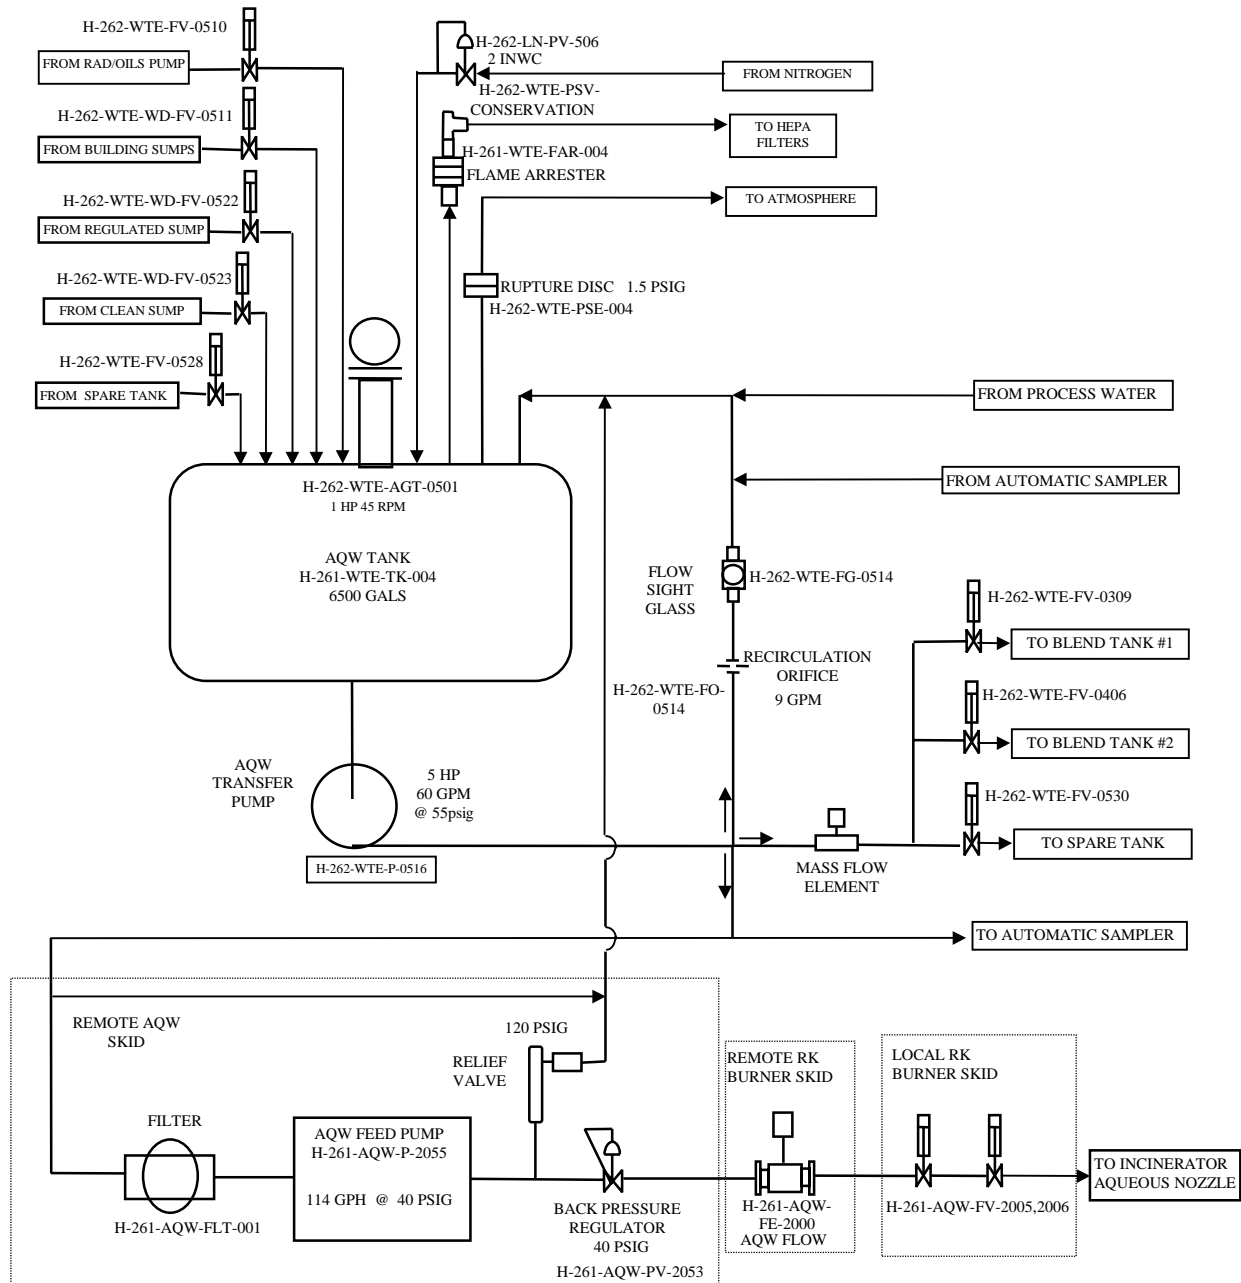 H-262-WTE-FV-0510
FROM RAD/OILS PUMP
H-262-WTE-WD-FV-0511
FROM BUILDING SUMPS
H-262-WTE-WD-FV-0522
FROM REGULATED SUMP
H-262-WTE-WD-FV-0523
FROM CLEAN SUMP
H-262-WTE-FV-0528
FROM SPARE TANK
H-262-LN-PV-506
2 INWC
FROM NITROGEN
H-262-WTE-PSV-
CONSERVATION
TO HEPA
FILTERS
H-261-WTE-FAR-004
FLAME ARRESTER
TO ATMOSPHERE
RUPTURE DISC 1.5 PSIG
H-262-WTE-PSE-004
FROM PROCESS WATER
FROM AUTOMATIC SAMPLER
H-262-WTE-AGT-0501
1 HP 45 RPM
AQW TANK
H-261-WTE-TK-004
6500 GALS
FLOW
SIGHT
GLASS
H-262-WTE-FG-0514
RECIRCULATION
ORIFICE
9 GPM
H-262-WTE-FO-
0514
H-262-WTE-FV-0309
TO BLEND TANK #1
H-262-WTE-FV-0406
TO BLEND TANK #2
H-262-WTE-FV-0530
TO SPARE TANK
AQW
TRANSFER
PUMP
5 HP
60 GPM
@ 55psig
H-262-WTE-P-0516
MASS FLOW
ELEMENT
TO AUTOMATIC SAMPLER
REMOTE AQW
SKID
120 PSIG
RELIEF
VALVE
REMOTE RK
BURNER SKID
LOCAL RK
BURNER SKID
FILTER
H-261-AQW-FLT-001
AQW FEED PUMP
H-261-AQW-P-2055
114 GPH @ 40 PSIG
BACK PRESSURE
REGULATOR
40 PSIG
H-261-AQW-PV-2053
H-261-AQW-
FE-2000
AQW FLOW
H-261-AQW-FV-2005,2006
TO INCINERATOR
AQUEOUS NOZZLE